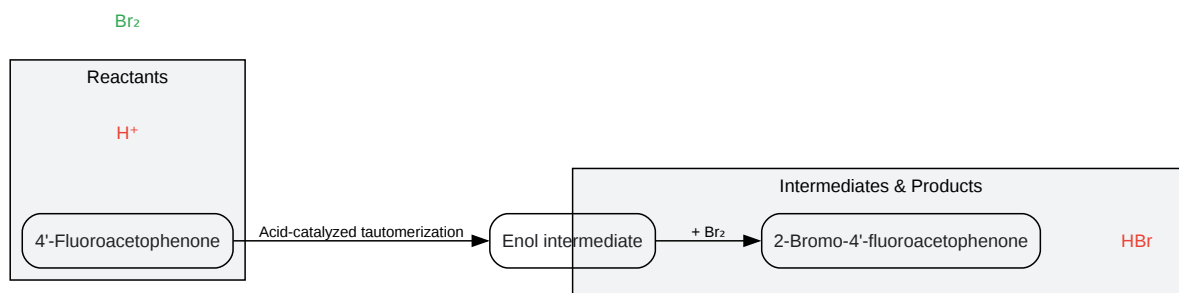 Br₂
Reactants
H⁺
4'-Fluoroacetophenone
Acid-catalyzed tautomerization
Enol intermediate
+ Br₂
Intermediates & Products
2-Bromo-4'-fluoroacetophenone
HBr